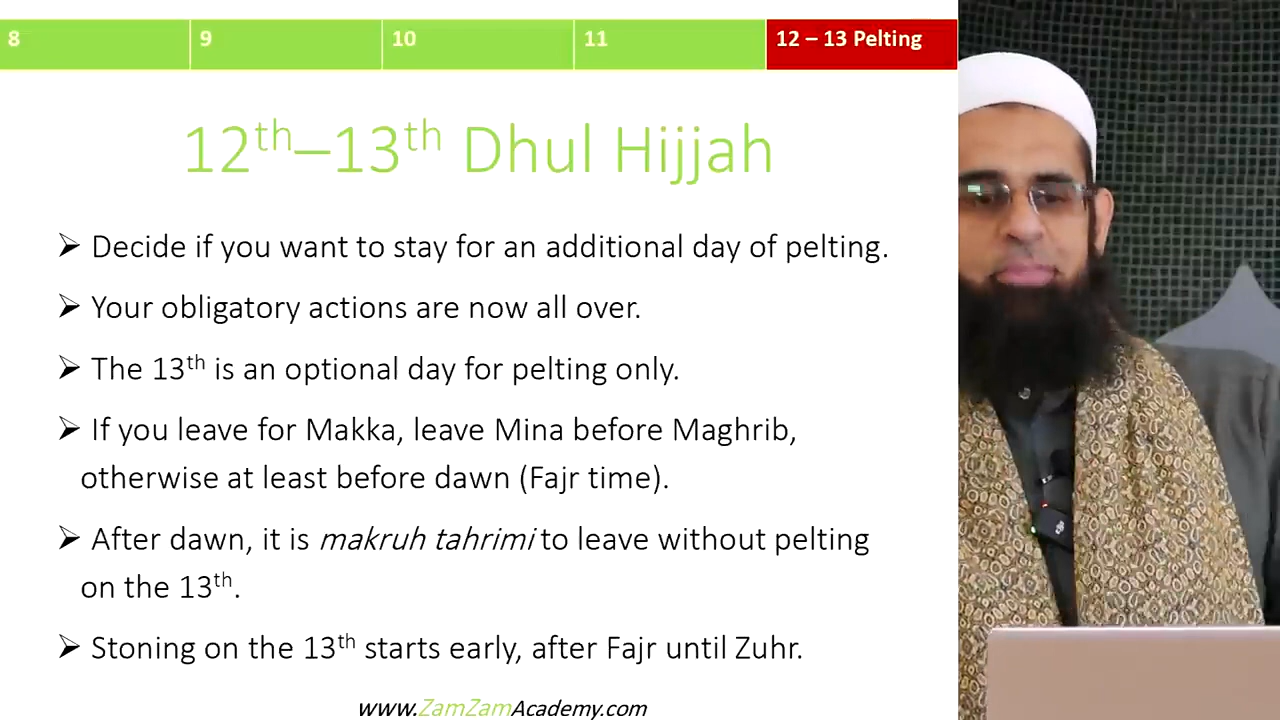 8 9 10 11 12 – 13 Pelting
12th–13th Dhul Hijjah
➢ Decide if you want to stay for an additional day of pelting.
➢ Your obligatory actions are now all over.
➢ The 13th is an optional day for pelting only.
➢ If you leave for Makka, leave Mina before Maghrib,
otherwise at least before dawn (Fajr time).
➢ After dawn, it is makruh tahrimi to leave without pelting
on the 13th.
➢ Stoning on the 13th starts early, after Fajr until Zuhr.
www.ZamZamAcademy.com